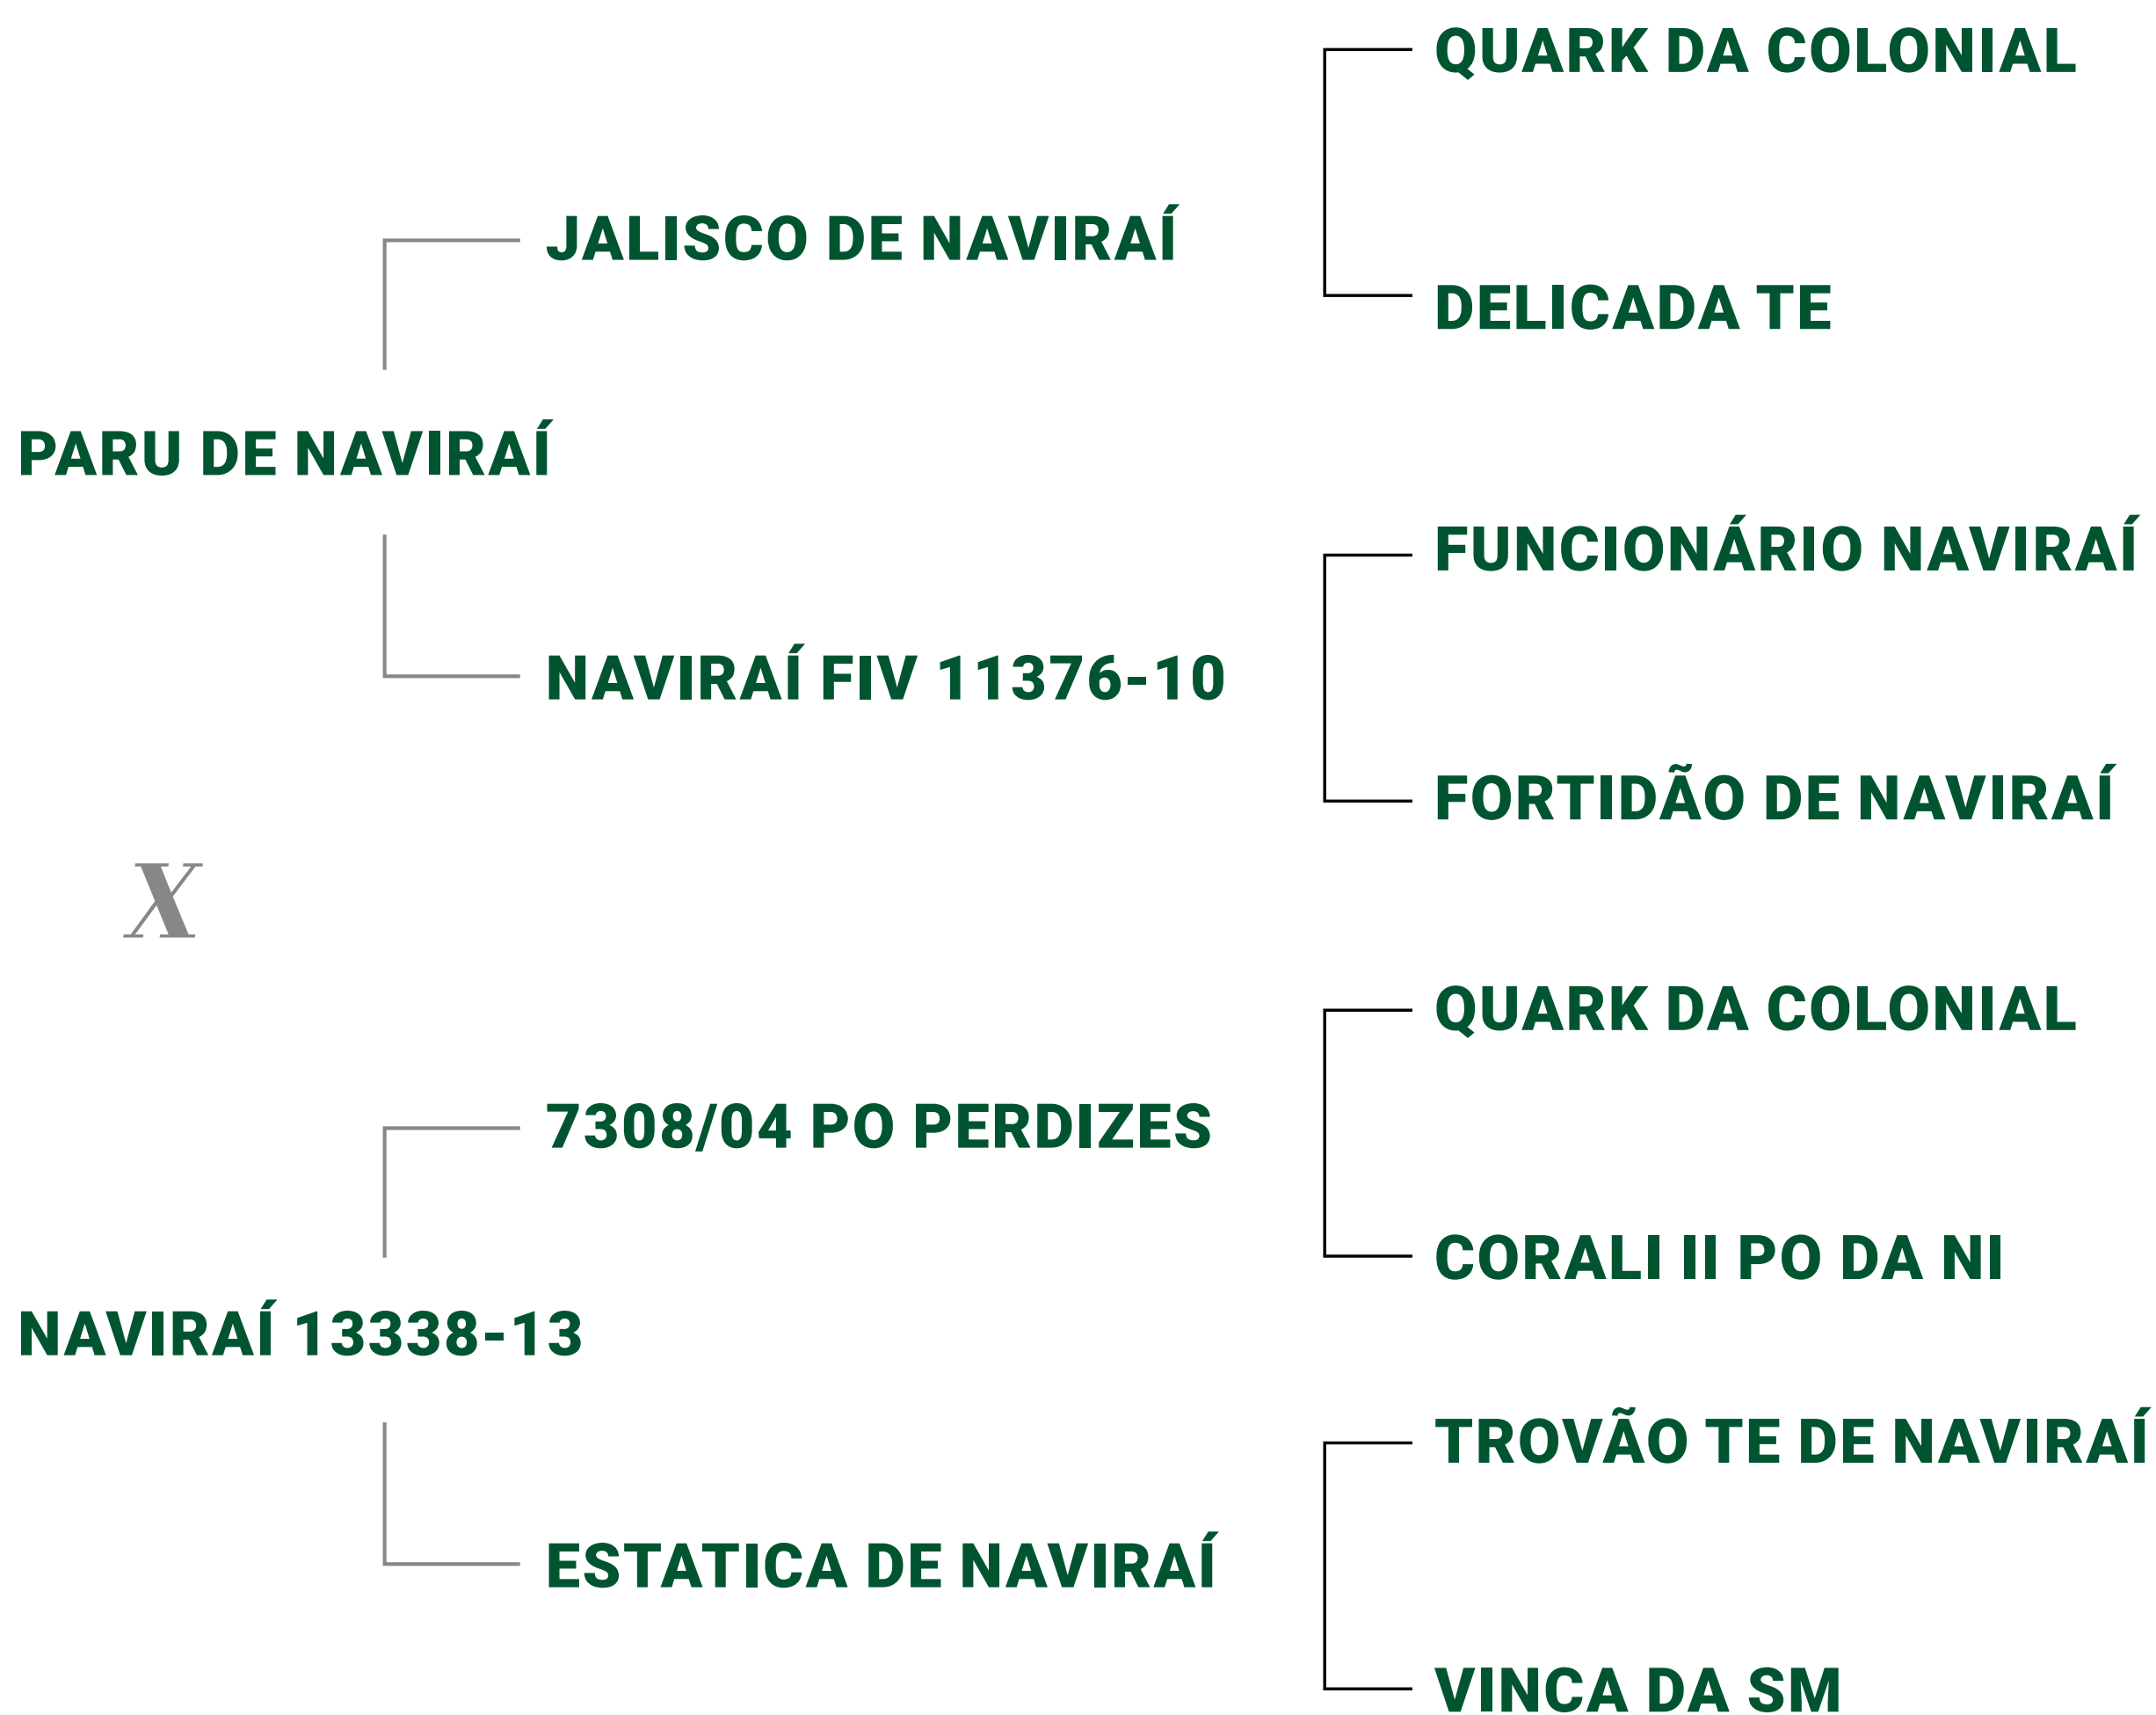 QUARK DA COLONIAL
JALISCO DE NAVIRAÍ
DELICADA TE
PARU DE NAVIRAÍ
FUNCIONÁRIO NAVIRAÍ
NAVIRAÍ FIV 11376-10
FORTIDÃO DE NAVIRAÍ
X
QUARK DA COLONIAL
7308/04 PO PERDIZES
CORALI III PO DA NI
NAVIRAÍ 13338-13
TROVÃO TE DE NAVIRAÍ
ESTATICA DE NAVIRAÍ
VINCA DA SM